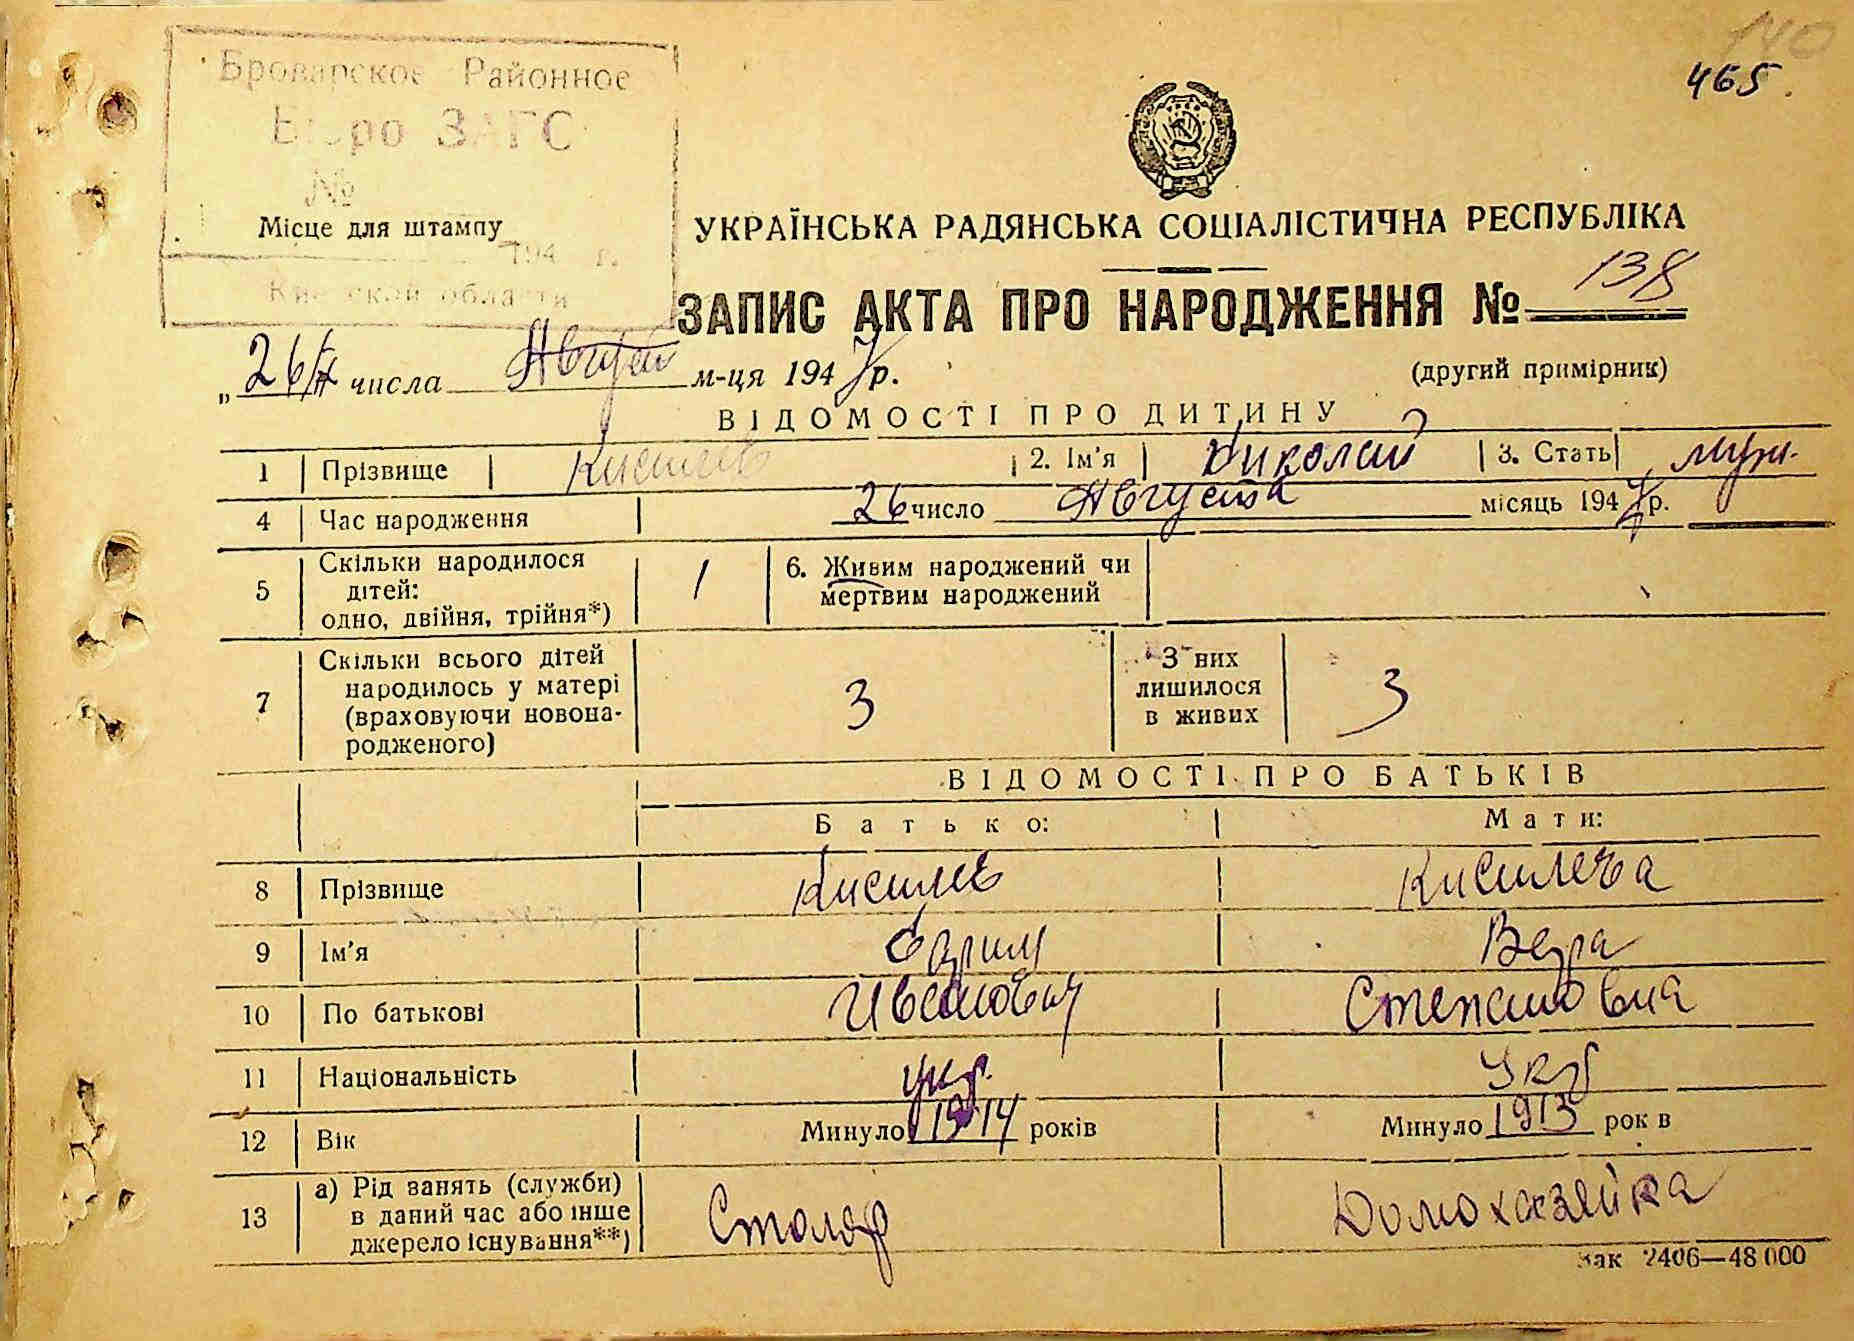 140
465.
Броварское Районное
Бюро ЗАГС
№
Місце для штампу
194 г.
Киевской области
УКРАЇНСЬКА РАДЯНСЬКА СОЦІАЛІСТИЧНА РЕСПУБЛІКА
ЗАПИС АКТА ПРО НАРОДЖЕННЯ № 138
„26/ числа Август м-ця 1947 р.
(другий примірник)
ВІДОМОСТІ ПРО ДИТИНУ
1 Прізвище Кисилев 2. Ім'я Николай 3. Стать муж-
4 Час народження 26 число Августа місяць 1947 р.
5 Скільки народилося дітей: одно, двійня, трійня*) 1 6. Живим народжений чи мертвим народжений
7 Скільки всього дітей народилось у матері (враховуючи новонародженого) 3 З них лишилося в живих 3
ВІДОМОСТІ ПРО БАТЬКІВ
Батько: Мати:
8 Прізвище Кисилев Кисилева
9 Ім'я Вера
10 По батькові Иванович Степановна
11 Національність укр. Укр
12 Вік Минуло 1914 років Минуло 1913 рок в
13 а) Рід занять (служби) в даний час або інше джерело існування**) Столяр Домохазяйка
Зак 2406—48 000